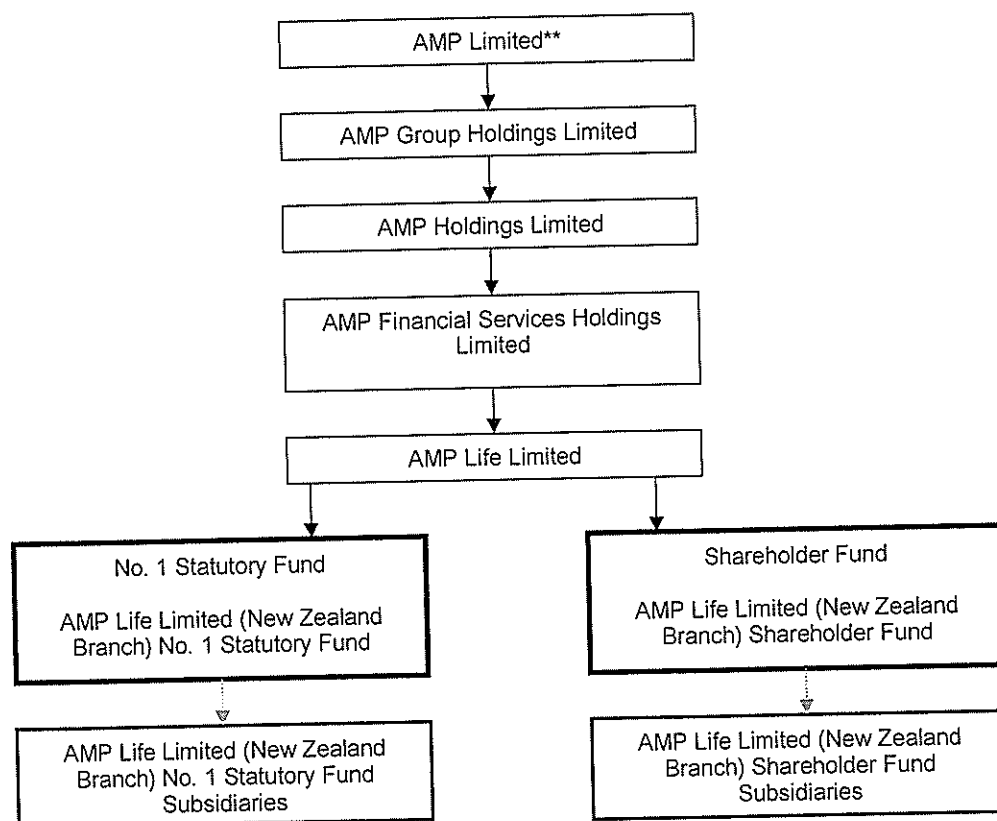 AMP Limited**
AMP Group Holdings Limited
AMP Holdings Limited
AMP Financial Services Holdings
Limited
AMP Life Limited
No. 1 Statutory Fund
AMP Life Limited (New Zealand
Branch) No. 1 Statutory Fund
Shareholder Fund
AMP Life Limited (New Zealand
Branch) Shareholder Fund
AMP Life Limited (New Zealand
Branch) No. 1 Statutory Fund
Subsidiaries
AMP Life Limited (New Zealand
Branch) Shareholder Fund
Subsidiaries